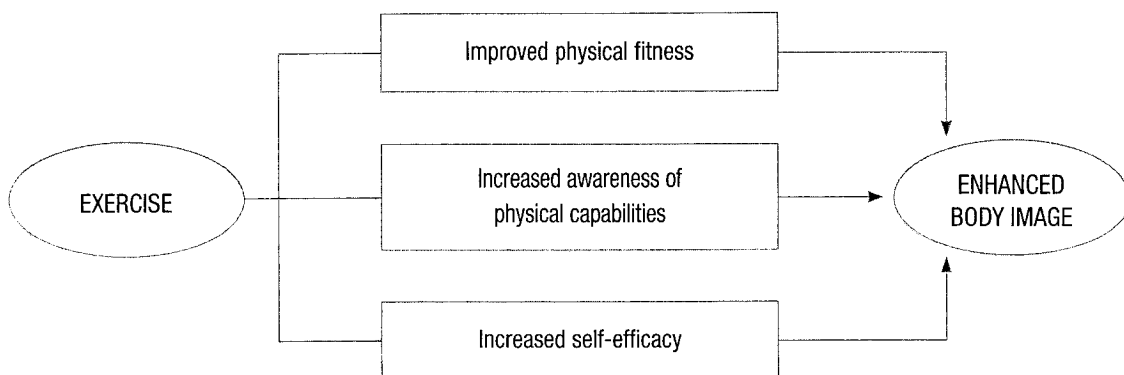 Improved physical fitness
EXERCISE
Increased awareness of
physical capabilities
ENHANCED
BODY IMAGE
Increased self-efficacy